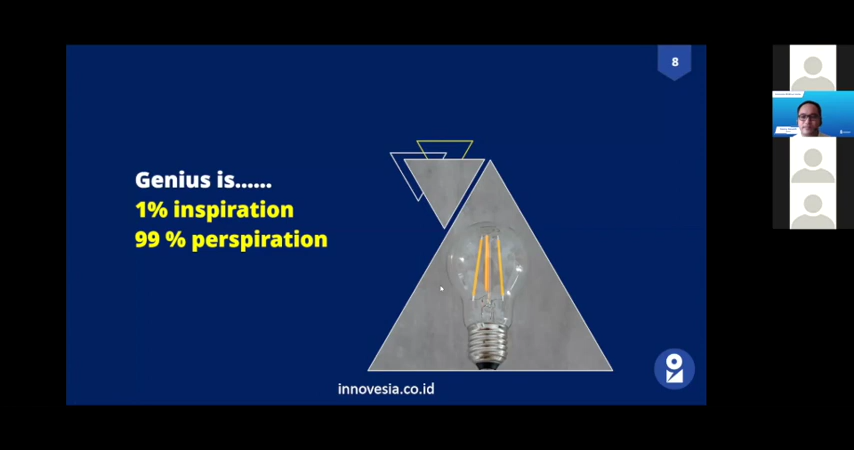 8
Genius is......
1% inspiration
99 % perspiration
innovesia.co.id